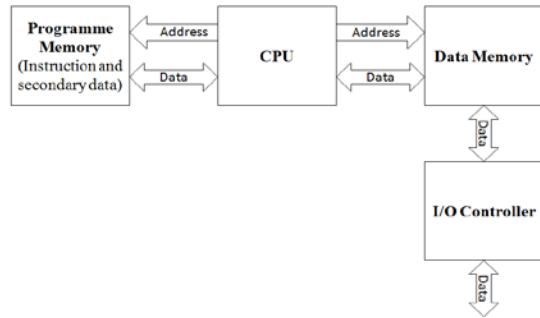 Programme
Memory
(Instruction and
secondary data)
Address
Data
CPU
Address
Data
Data Memory
Data
I/O Controller
Data